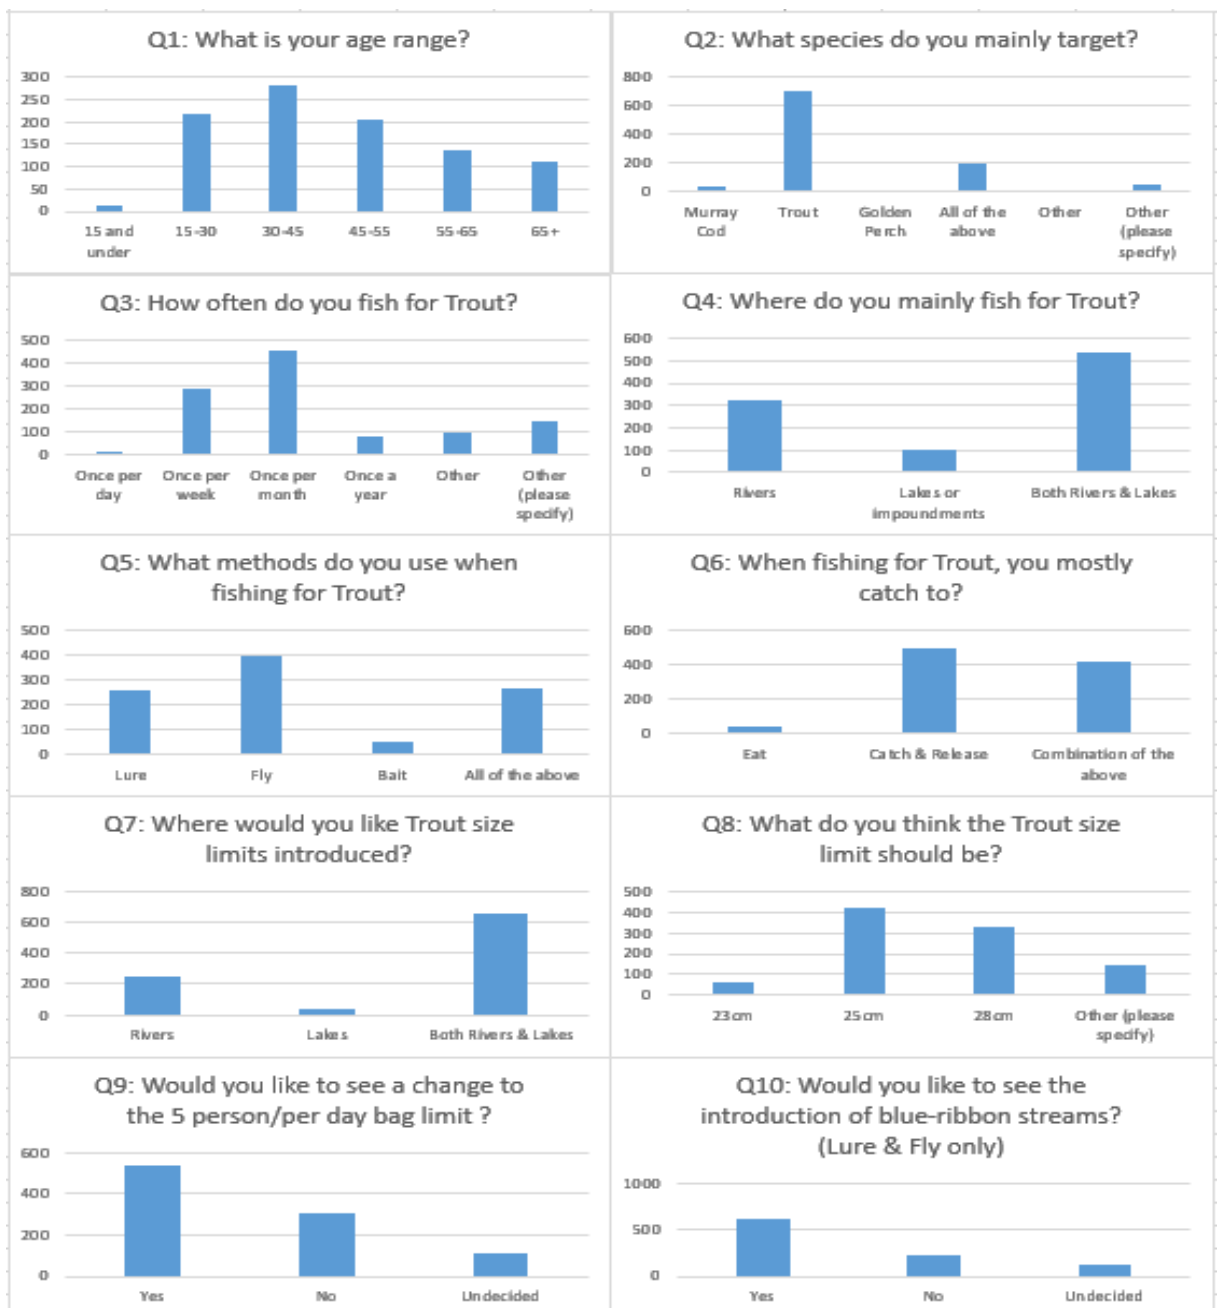 Q1: What is your age range?
300
250
200
150
100
50
0
15 and
under
15-30
30-45
45-55
55-65
65+
Q2: What species do you mainly target?
800
600
400
200
0
Murray
Cod
Trout
Golden
Perch
All of the
above
Other
Other
(please
specify)
Q3: How often do you fish for Trout?
500
400
300
200
100
0
Once per
day
Once per
week
Once per
month
Once a
year
Other
Other
(please
specify)
Q4: Where do you mainly fish for Trout?
600
500
400
300
200
100
0
Rivers
Lakes or
impoundments
Both Rivers & Lakes
Q5: What methods do you use when
fishing for Trout?
500
400
300
200
100
0
Lure
Fly
Bait
All of the above
Q6: When fishing for Trout, you mostly
catch to?
600
400
200
0
Eat
Catch & Release
Combination of the
above
Q7: Where would you like Trout size
limits introduced?
800
600
400
200
0
Rivers
Lakes
Both Rivers & Lakes
Q8: What do you think the Trout size
limit should be?
500
400
300
200
100
0
23cm
25cm
28cm
Other (please
specify)
Q9: Would you like to see a change to
the 5 person/per day bag limit ?
600
400
200
0
Yes
No
Undecided
Q10: Would you like to see the
introduction of blue-ribbon streams?
(Lure & Fly only)
1000
500
0
Yes
No
Undecided